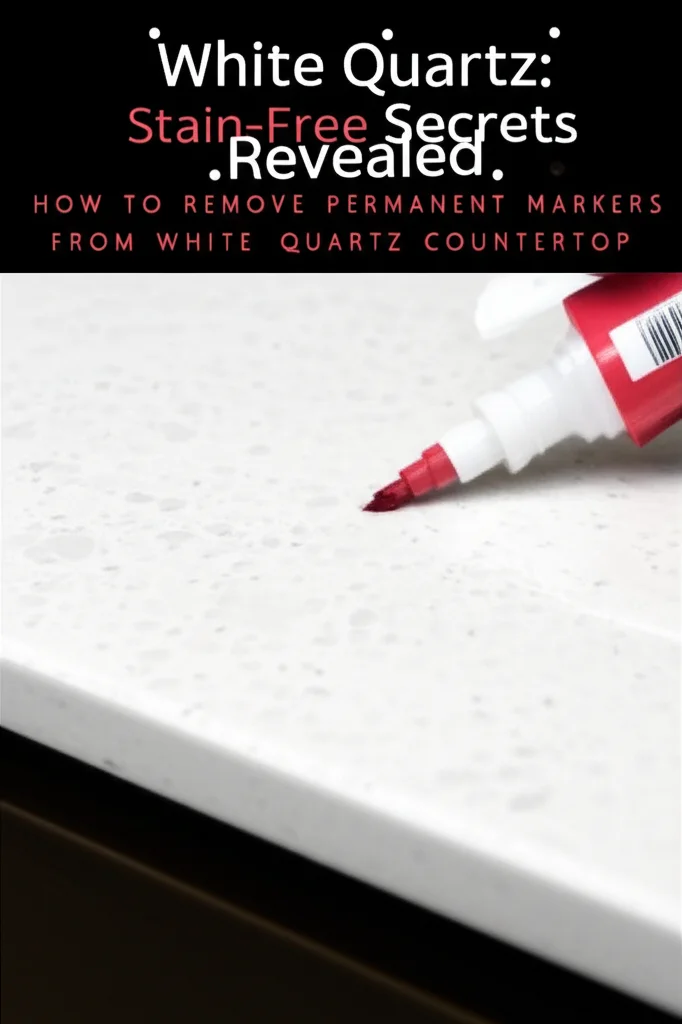 White Quartz:
Stain-Free Secrets
.Revealed.
HOW TO REMOVE PERMANENT MARKERS
FROM WHITE QUARTZ COUNTERTOP